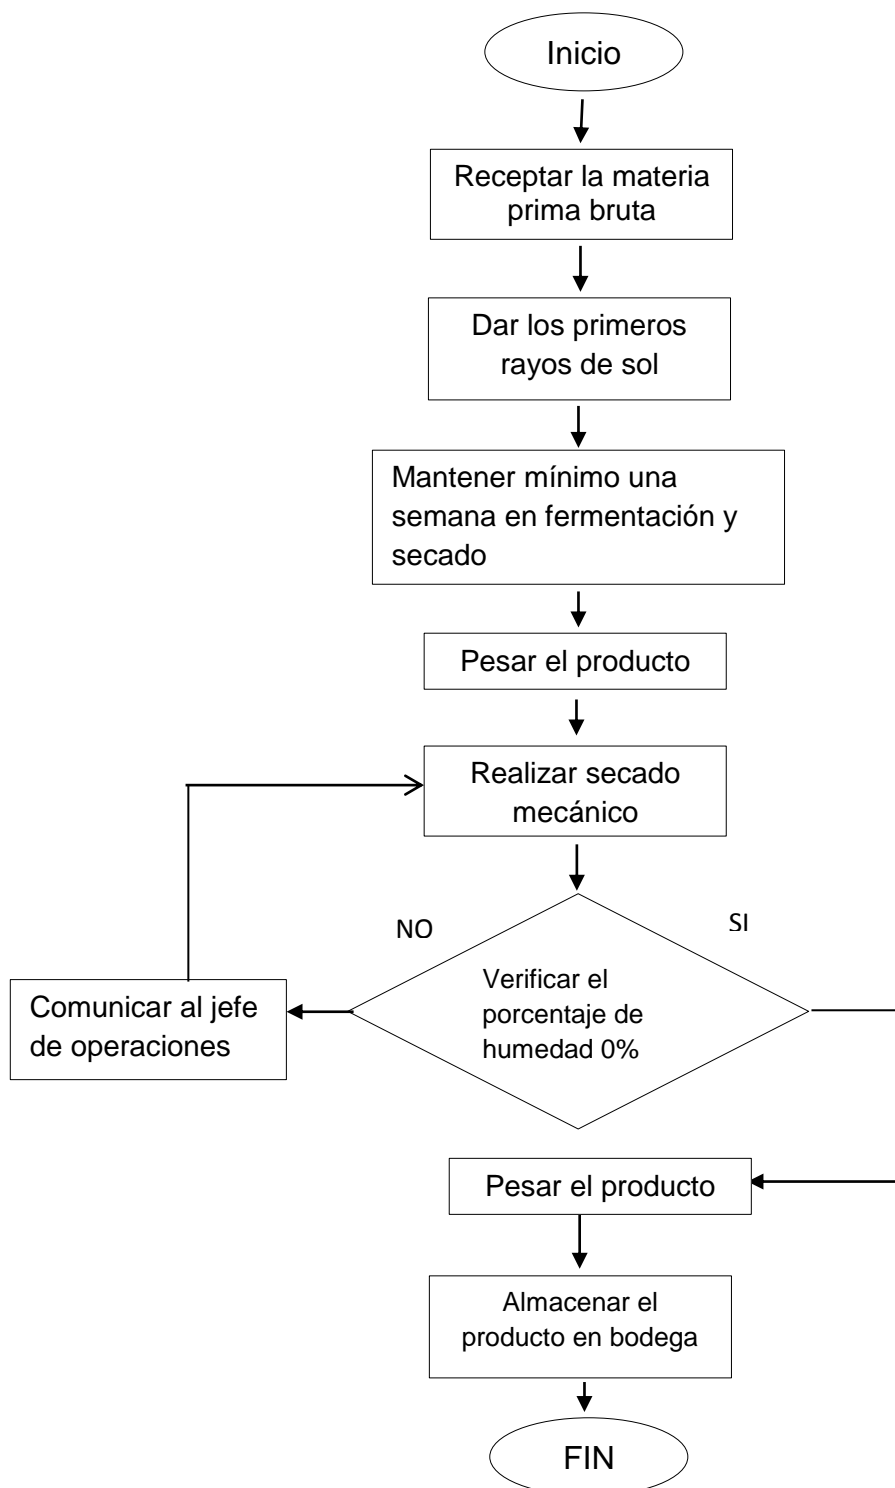 Inicio
Receptar la materia
prima bruta
Dar los primeros
rayos de sol
Mantener mínimo una
semana en fermentación y
secado
Pesar el producto
Realizar secado
mecánico
NO
SI
Verificar el
porcentaje de
humedad 0%
Comunicar al jefe
de operaciones
Pesar el producto
Almacenar el
producto en bodega
FIN